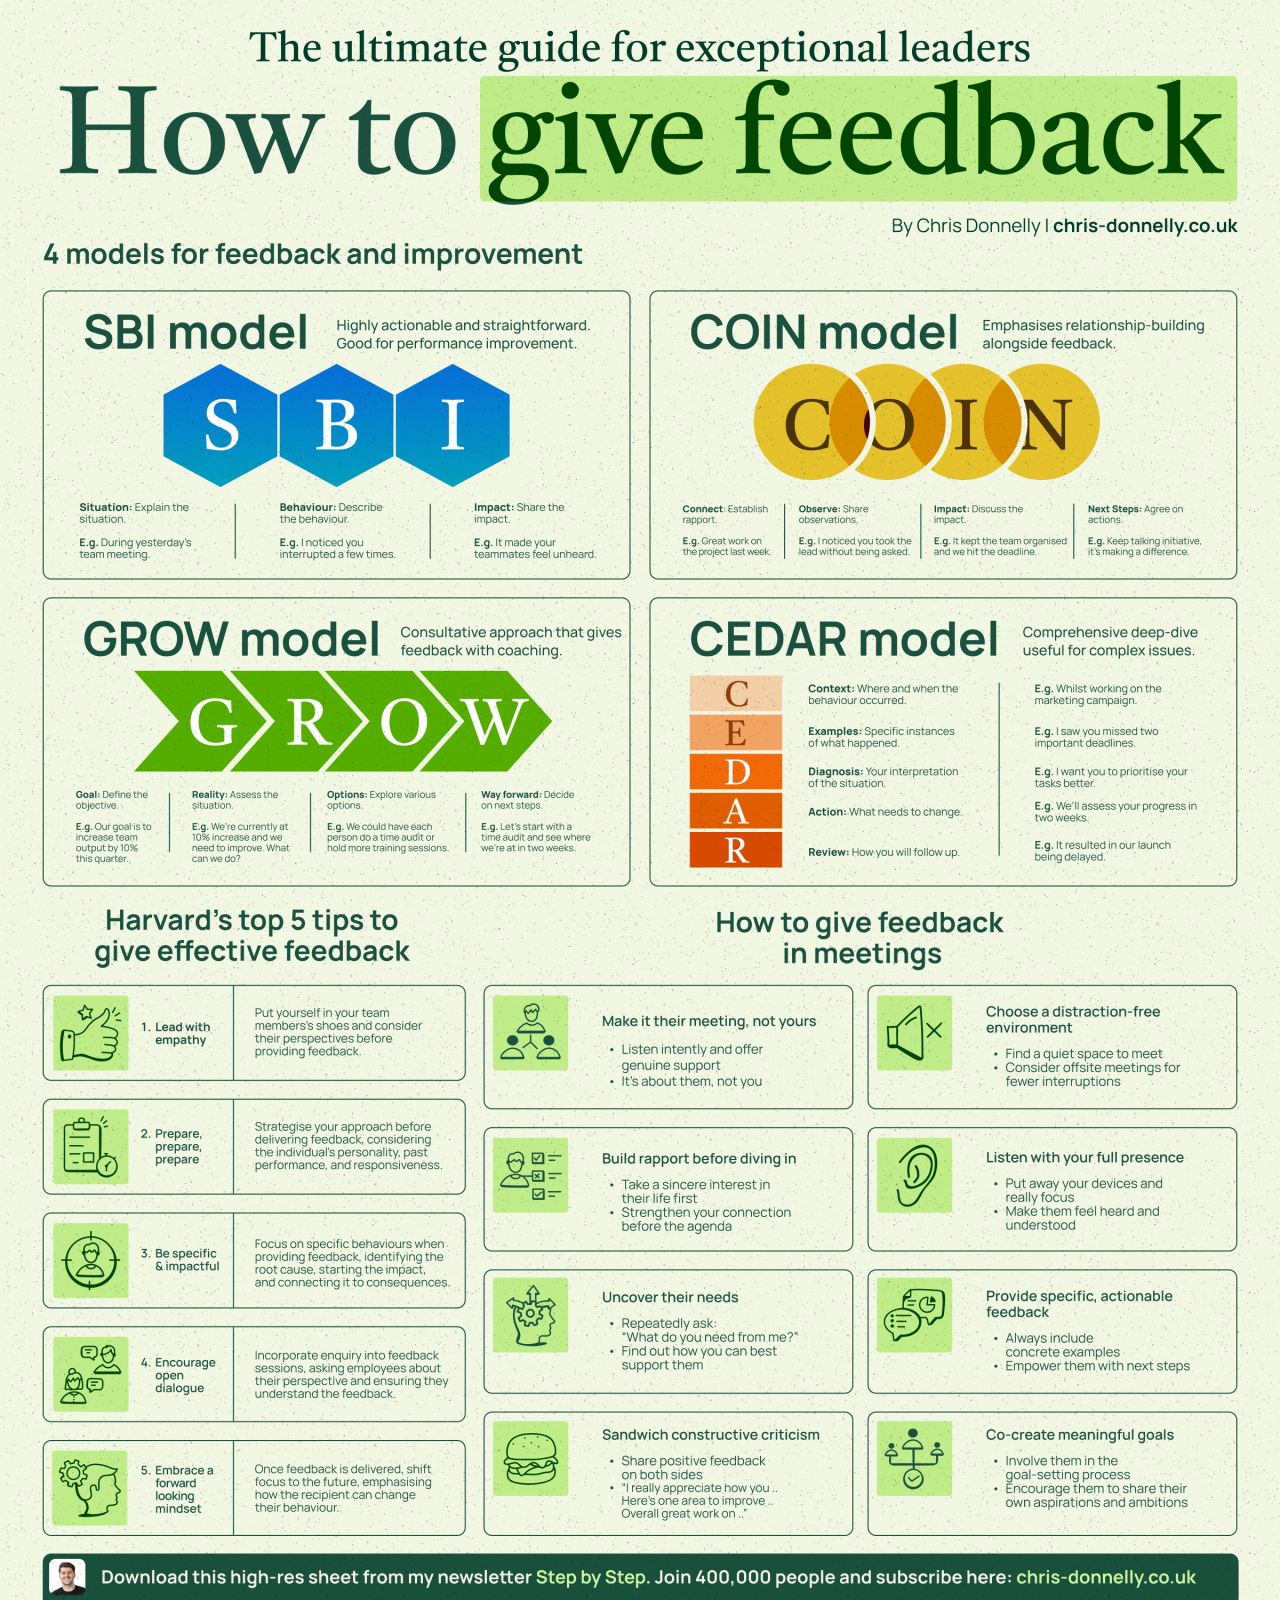 The ultimate guide for exceptional leaders
How to give feedback
By Chris Donnelly | chris-donnelly.co.uk
4 models for feedback and improvement
SBI model
Highly actionable and straightforward.
Good for performance improvement.
S B I
Situation: Explain the
situation.
E.g. During yesterday's
team meeting.
Behaviour: Describe
the behaviour.
E.g. I noticed you
interrupted a few times.
Impact: Share the
impact.
E.g. It made your
teammates feel unheard.
COIN model
Emphasises relationship-building
alongside feedback.
C O I N
Connect: Establish
rapport.
E.g. Great work on
the project last week.
Observe: Share
observations.
E.g. I noticed you took the
lead without being asked.
Impact: Discuss the
impact.
E.g. It kept the team organised
and we hit the deadline.
Next Steps: Agree on
actions.
E.g. Keep talking initiative,
it's making a difference.
GROW model
Consultative approach that gives
feedback with coaching.
G R O W
Goal: Define the
objective.
E.g. Our goal is to
increase team
output by 10%
this quarter.
Reality: Assess the
situation.
E.g. We're currently at
10% increase and we
need to improve. What
can we do?
Options: Explore various
options.
E.g. We could have each
person do a time audit or
hold more training sessions.
Way forward: Decide
on next steps.
E.g. Let's start with a
time audit and see where
we're at in two weeks.
CEDAR model
Comprehensive deep-dive
useful for complex issues.
C
Context: Where and when the
behaviour occurred.
E.g. Whilst working on the
marketing campaign.
E
Examples: Specific instances
of what happened.
E.g. I saw you missed two
important deadlines.
D
Diagnosis: Your interpretation
of the situation.
E.g. I want you to prioritise your
tasks better.
A
Action: What needs to change.
E.g. We'll assess your progress in
two weeks.
R
Review: How you will follow up.
E.g. It resulted in our launch
being delayed.
Harvard's top 5 tips to
give effective feedback
1. Lead with
empathy
Put yourself in your team
members's shoes and consider
their perspectives before
providing feedback.
2. Prepare,
prepare,
prepare
Strategise your approach before
delivering feedback, considering
the individual's personality, past
performance, and responsiveness.
3. Be specific
& impactful
Focus on specific behaviours when
providing feedback, identifying the
root cause, starting the impact,
and connecting it to consequences.
4. Encourage
open
dialogue
Incorporate enquiry into feedback
sessions, asking employees about
their perspective and ensuring they
understand the feedback.
5. Embrace a
forward
looking
mindset
Once feedback is delivered, shift
focus to the future, emphasising
how the recipient can change
their behaviour.
How to give feedback
in meetings
Make it their meeting, not yours
• Listen intently and offer
genuine support
• It's about them, not you
Choose a distraction-free
environment
• Find a quiet space to meet
• Consider offsite meetings for
fewer interruptions
Build rapport before diving in
• Take a sincere interest in
their life first
• Strengthen your connection
before the agenda
Listen with your full presence
• Put away your devices and
really focus
• Make them feel heard and
understood
Uncover their needs
• Repeatedly ask:
"What do you need from me?"
• Find out how you can best
support them
Provide specific, actionable
feedback
• Always include
concrete examples
• Empower them with next steps
Sandwich constructive criticism
• Share positive feedback
on both sides
• "I really appreciate how you ..
Here's one area to improve ..
Overall great work on .."
Co-create meaningful goals
• Involve them in the
goal-setting process
• Encourage them to share their
own aspirations and ambitions
Download this high-res sheet from my newsletter Step by Step. Join 400,000 people and subscribe here: chris-donnelly.co.uk